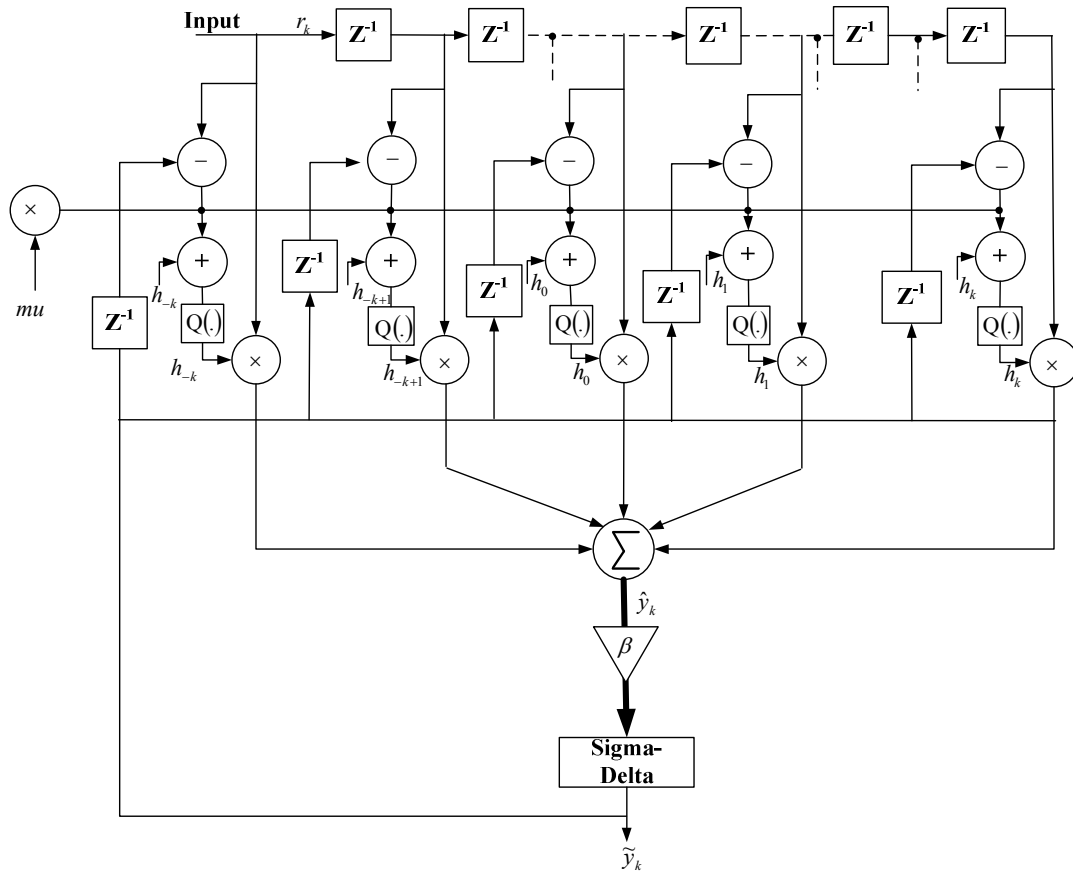 Input
r_k
Z⁻¹ Z⁻¹ Z⁻¹ Z⁻¹ Z⁻¹
− − − − −
×
+ + + + +
mu
h_{-k} h_{-k+1} h_0 h_1 h_k
Z⁻¹ Z⁻¹ Z⁻¹ Z⁻¹ Z⁻¹
Q(.) Q(.) Q(.) Q(.) Q(.)
h_{-k} h_{-k+1} h_0 h_1 h_k
× × × × ×
∑
ŷ_k
β
Sigma-
Delta
ỹ_k